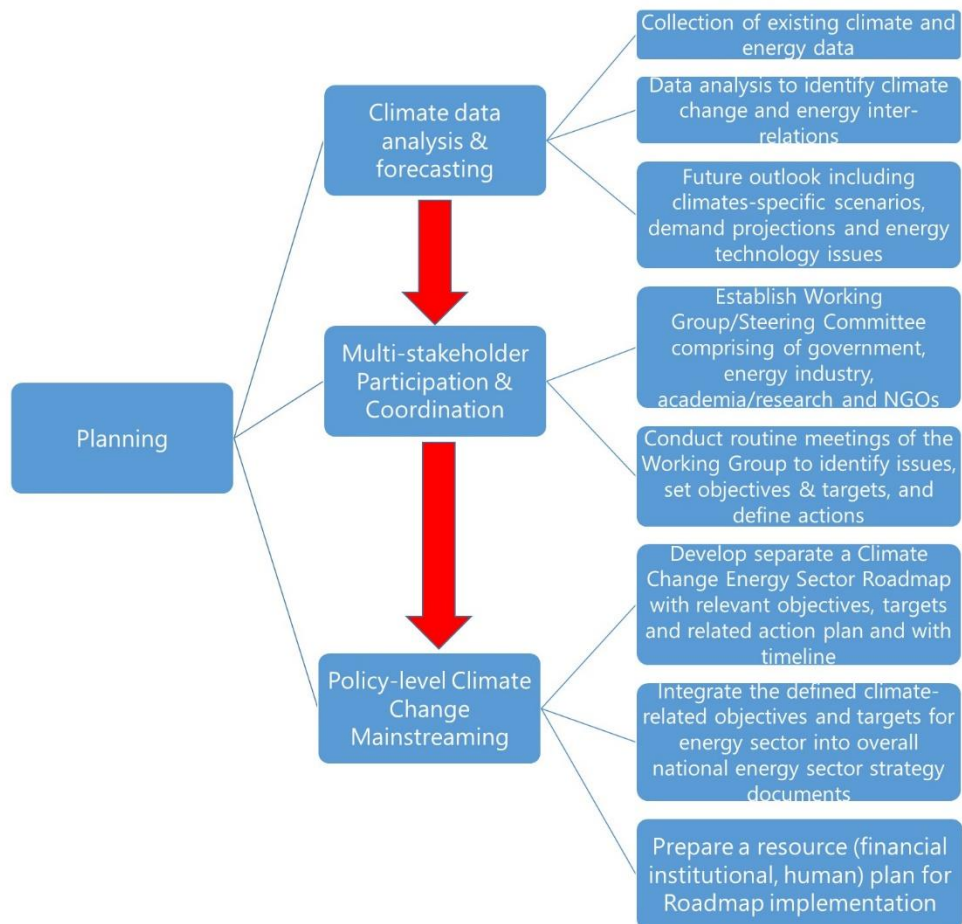 Planning
Climate data
analysis &
forecasting
Collection of existing climate and
energy data
Data analysis to identify climate
change and energy inter-
relations
Future outlook including
climates-specific scenarios,
demand projections and energy
technology issues
Multi-stakeholder
Participation &
Coordination
Establish Working
Group/Steering Committee
comprising of government,
energy industry,
academia/research and NGOs
Conduct routine meetings of the
Working Group to identify issues,
set objectives & targets, and
define actions
Policy-level Climate
Change
Mainstreaming
Develop separate a Climate
Change Energy Sector Roadmap
with relevant objectives, targets
and related action plan and with
timeline
Integrate the defined climate-
related objectives and targets for
energy sector into overall
national energy sector strategy
documents
Prepare a resource (financial
institutional, human) plan for
Roadmap implementation